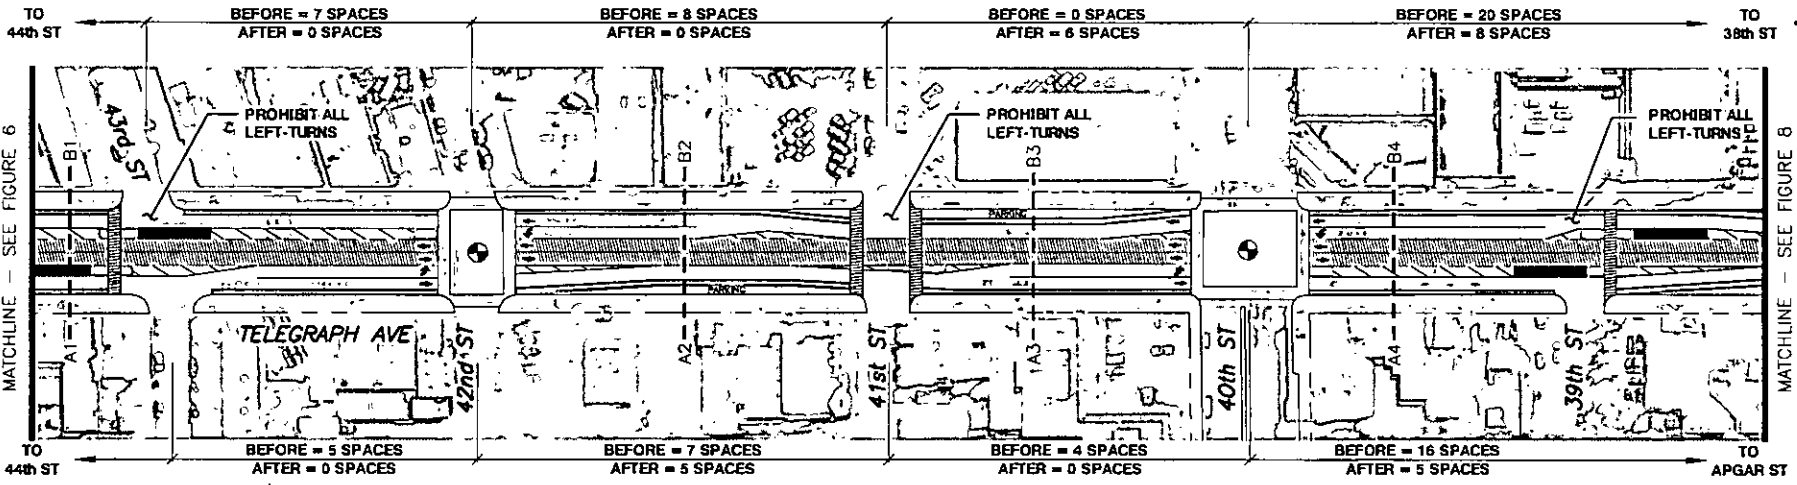 TO
44th ST
BEFORE = 7 SPACES
AFTER = 0 SPACES
BEFORE = 8 SPACES
AFTER = 0 SPACES
BEFORE = 0 SPACES
AFTER = 6 SPACES
BEFORE = 20 SPACES
AFTER = 8 SPACES
TO
38th ST
MATCHLINE - SEE FIGURE 6
43rd ST
PROHIBIT ALL
LEFT-TURNS
PROHIBIT ALL
LEFT-TURNS
PROHIBIT ALL
LEFT-TURNS
B1
B2
B3
B4
PARKING
PARKING
TELEGRAPH AVE
42nd ST
41st ST
40th ST
39th ST
A1
A2
A3
A4
MATCHLINE - SEE FIGURE 8
TO
44th ST
BEFORE = 5 SPACES
AFTER = 0 SPACES
BEFORE = 7 SPACES
AFTER = 5 SPACES
BEFORE = 4 SPACES
AFTER = 0 SPACES
BEFORE = 16 SPACES
AFTER = 5 SPACES
TO
APGAR ST